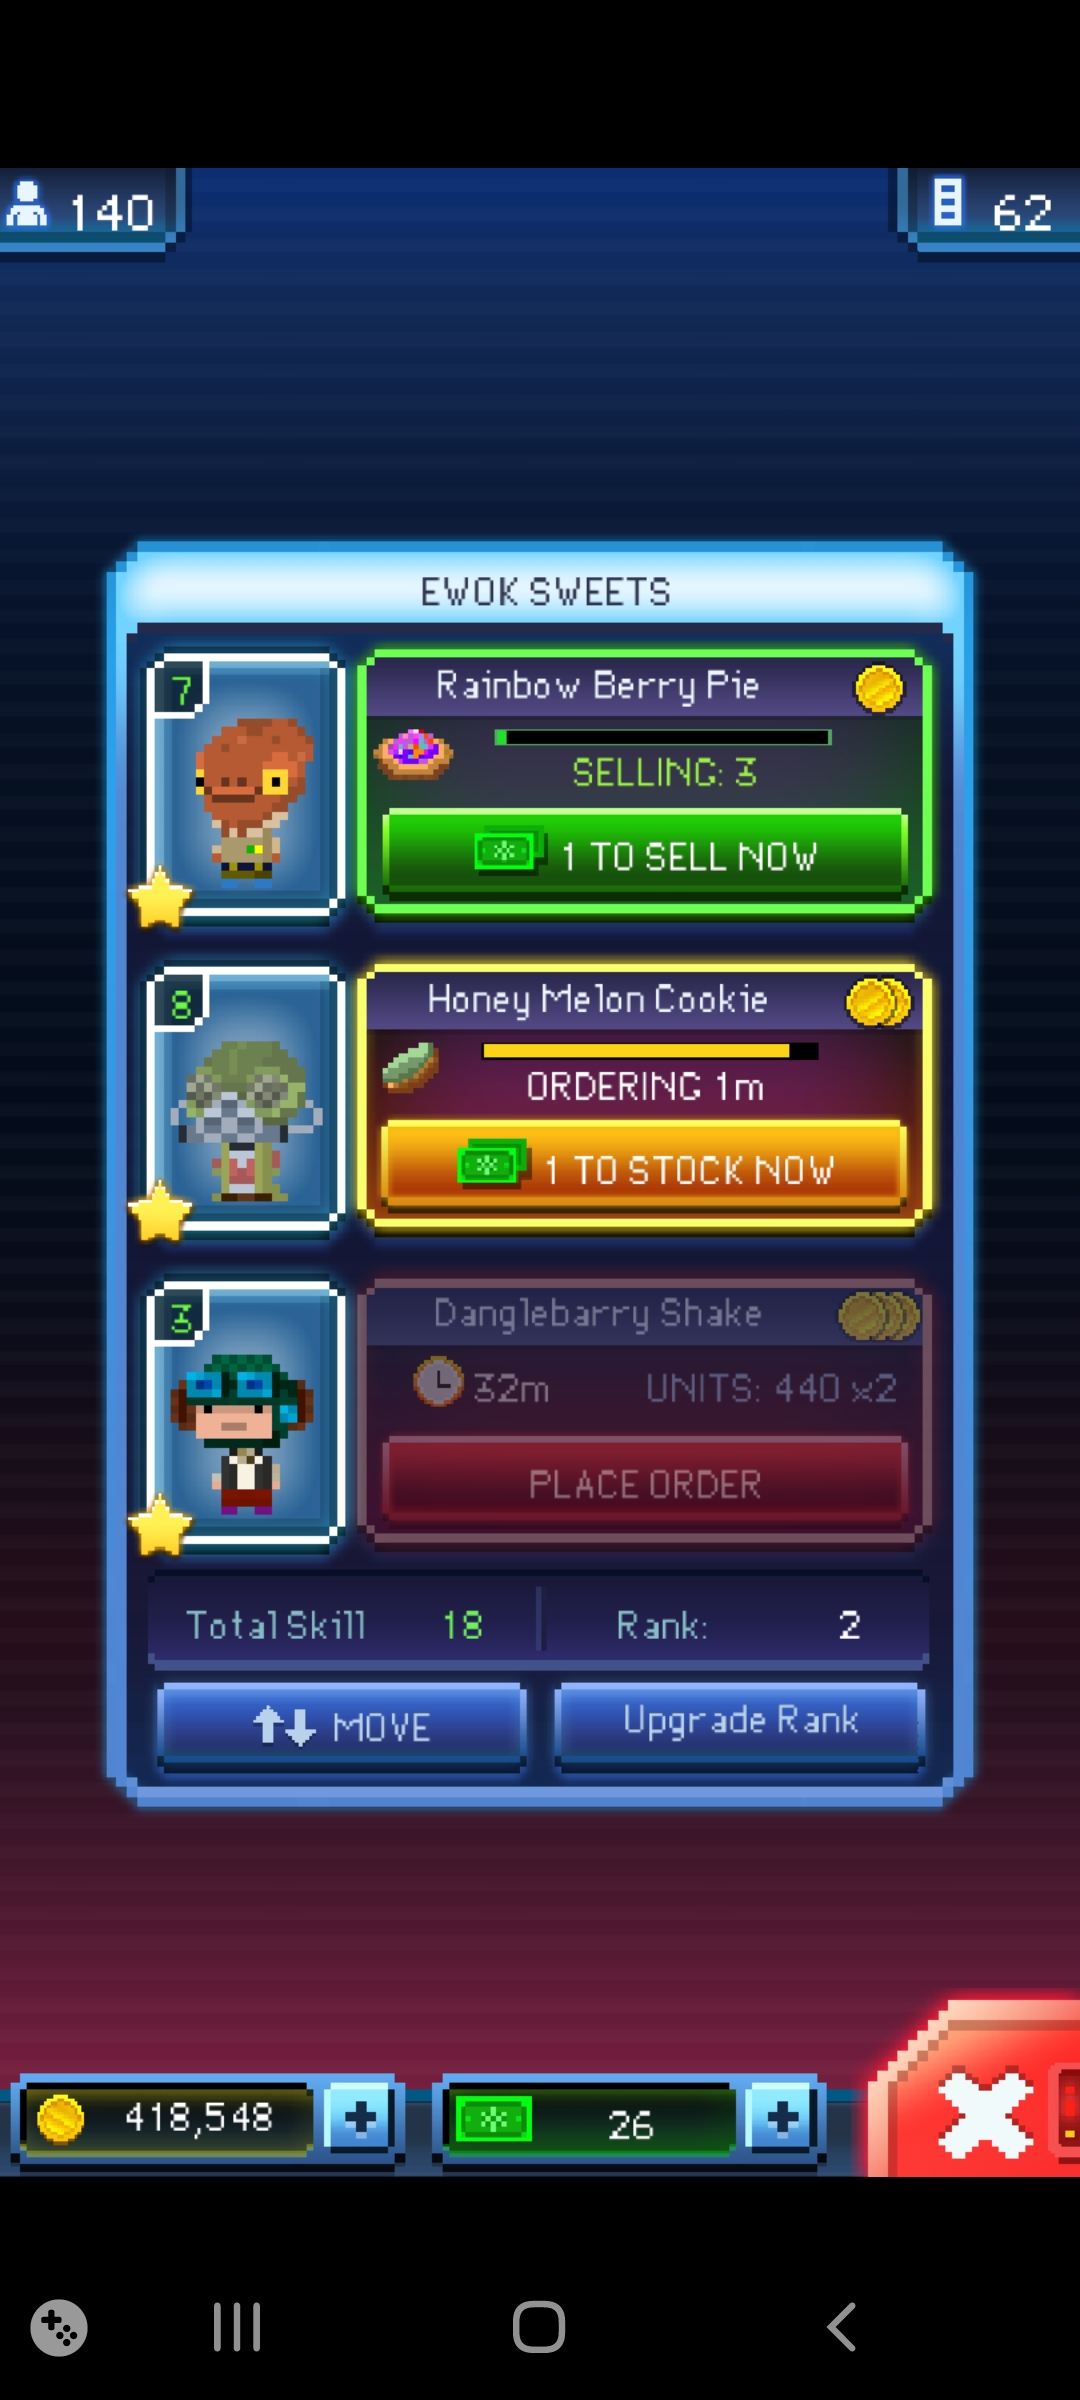 140
62
EWOK SWEETS
7
Rainbow Berry Pie
SELLING: 3
1 TO SELL NOW
8
Honey Melon Cookie
ORDERING 1m
1 TO STOCK NOW
3
Danglebarry Shake
32m UNITS: 440 x2
PLACE ORDER
Total Skill 18 Rank: 2
MOVE Upgrade Rank
418,548 26